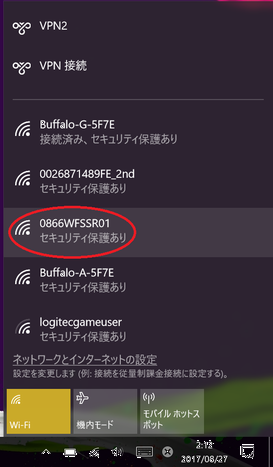 VPN2
VPN 接続
Buffalo-G-5F7E
接続済み、セキュリティ保護あり
0026871489FE_2nd
セキュリティ保護あり
0866WFSSR01
セキュリティ保護あり
Buffalo-A-5F7E
セキュリティ保護あり
logitecgameuser
セキュリティ保護あり
ネットワークとインターネットの設定
設定を変更します (例: 接続を従量制課金接続に設定する)。
Wi-Fi
機内モード
モバイル ホットスポット
2017/08/27